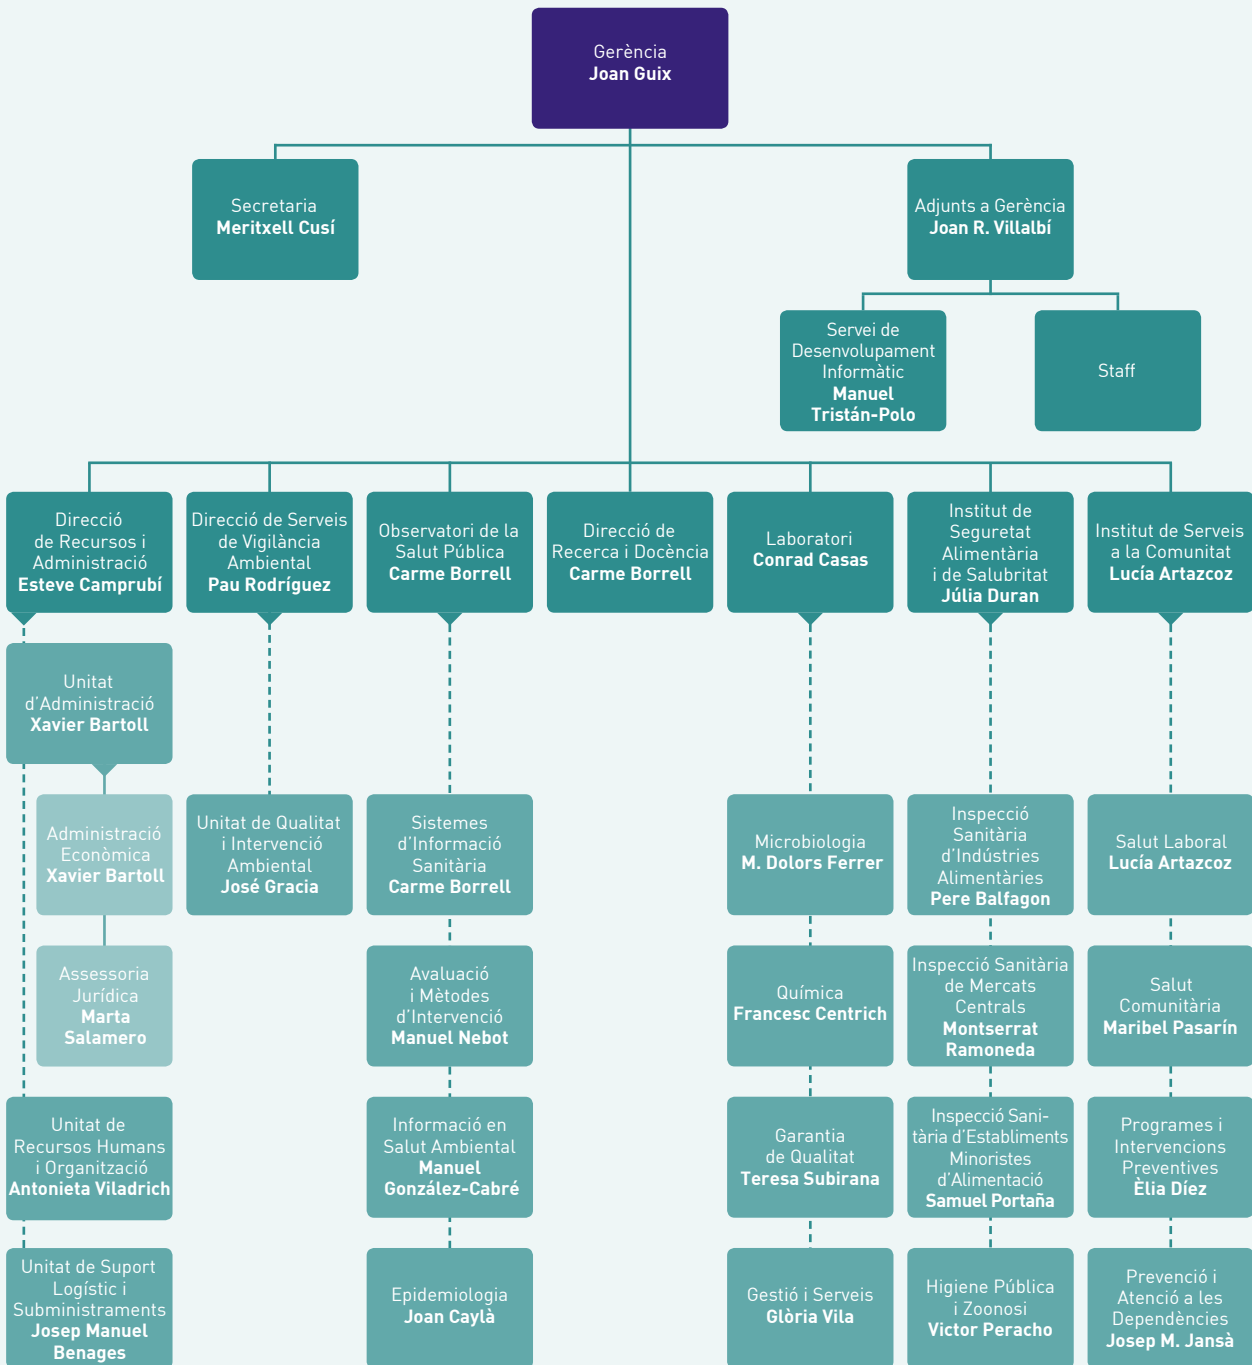 Gerència
Joan Guix
Secretaria
Meritxell Cusí
Adjunts a Gerència
Joan R. Villalbí
Servei de
Desenvolupament
Informàtic
Manuel
Tristán-Polo
Staff
Direcció
de Recursos i
Administració
Esteve Camprubí
Direcció de Serveis
de Vigilància
Ambiental
Pau Rodríguez
Observatori de la
Salut Pública
Carme Borrell
Direcció de
Recerca i Docència
Carme Borrell
Laboratori
Conrad Casas
Institut de
Seguretat
Alimentària
i de Salubritat
Júlia Duran
Institut de Serveis
a la Comunitat
Lucía Artazcoz
Unitat
d'Administració
Xavier Bartoll
Administració
Econòmica
Xavier Bartoll
Assessoria
Jurídica
Marta
Salamero
Unitat de
Recursos Humans
i Organització
Antonieta Viladrich
Unitat de Suport
Logístic i
Subministraments
Josep Manuel
Benages
Unitat de Qualitat
i Intervenció
Ambiental
José Gracia
Sistemes
d'Informació
Sanitària
Carme Borrell
Avaluació
i Mètodes
d'Intervenció
Manuel Nebot
Informació en
Salut Ambiental
Manuel
González-Cabré
Epidemiologia
Joan Caylà
Microbiologia
M. Dolors Ferrer
Química
Francesc Centrich
Garantia
de Qualitat
Teresa Subirana
Gestió i Serveis
Glòria Vila
Inspecció
Sanitària
d'Indústries
Alimentàries
Pere Balfagon
Inspecció Sanitària
de Mercats
Centrals
Montserrat
Ramoneda
Inspecció Sani-
tària d'Establiments
Minoristes
d'Alimentació
Samuel Portaña
Higiene Pública
i Zoonosi
Victor Peracho
Salut Laboral
Lucía Artazcoz
Salut
Comunitària
Maribel Pasarín
Programes i
Intervencions
Preventives
Èlia Díez
Prevenció i
Atenció a les
Dependències
Josep M. Jansà